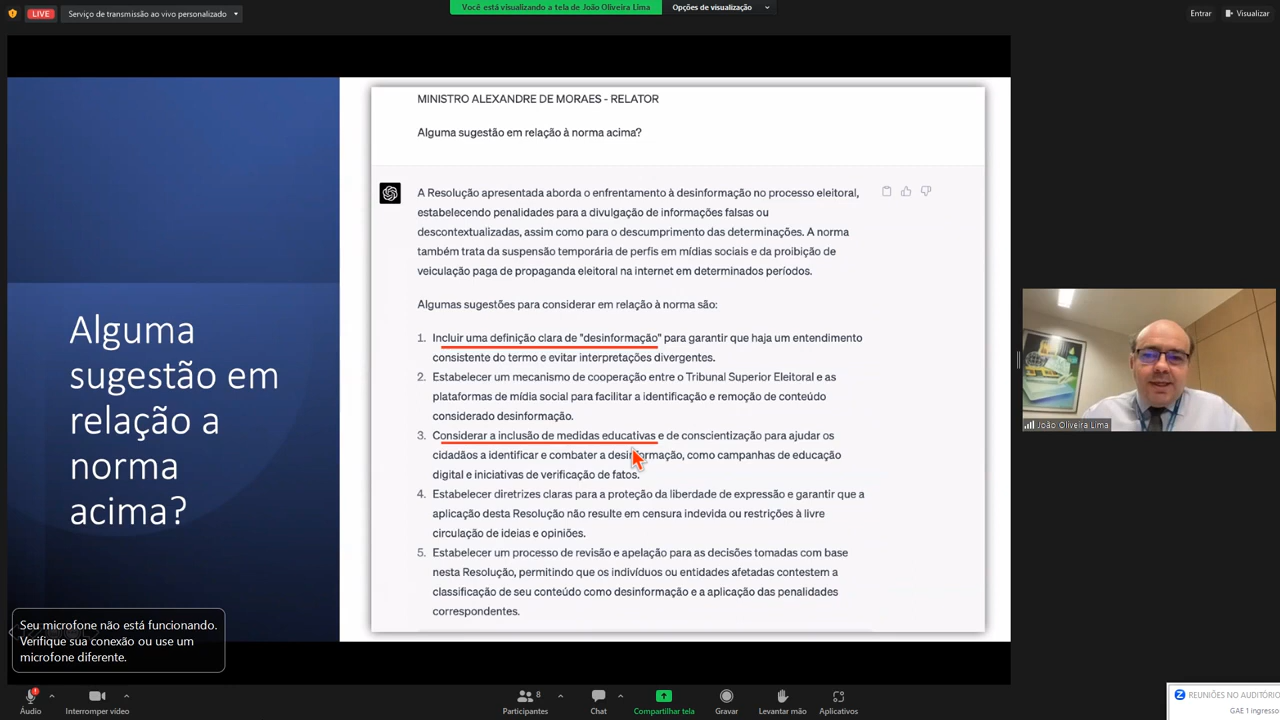 LIVE
Serviço de transmissão ao vivo personalizado
Você está visualizando a tela de João Oliveira Lima
Opções de visualização
Entrar
Visualizar
MINISTRO ALEXANDRE DE MORAES - RELATOR
Alguma sugestão em relação à norma acima?
A Resolução apresentada aborda o enfrentamento à desinformação no processo eleitoral,
estabelecendo penalidades para a divulgação de informações falsas ou
descontextualizadas, assim como para o descumprimento das determinações. A norma
também trata da suspensão temporária de perfis em mídias sociais e da proibição de
veiculação paga de propaganda eleitoral na internet em determinados períodos.
Algumas sugestões para considerar em relação à norma são:
1. Incluir uma definição clara de "desinformação" para garantir que haja um entendimento
consistente do termo e evitar interpretações divergentes.
2. Estabelecer um mecanismo de cooperação entre o Tribunal Superior Eleitoral e as
plataformas de mídia social para facilitar a identificação e remoção de conteúdo
considerado desinformação.
3. Considerar a inclusão de medidas educativas e de conscientização para ajudar os
cidadãos a identificar e combater a desinformação, como campanhas de educação
digital e iniciativas de verificação de fatos.
4. Estabelecer diretrizes claras para a proteção da liberdade de expressão e garantir que a
aplicação desta Resolução não resulte em censura indevida ou restrições à livre
circulação de ideias e opiniões.
5. Estabelecer um processo de revisão e apelação para as decisões tomadas com base
nesta Resolução, permitindo que os indivíduos ou entidades afetadas contestem a
classificação de seu conteúdo como desinformação e a aplicação das penalidades
correspondentes.
Alguma
sugestão em
relação a
norma
acima?
João Oliveira Lima
Seu microfone não está funcionando.
Verifique sua conexão ou use um
microfone diferente.
Áudio
Interromper vídeo
Participantes
8
Chat
Compartilhar tela
Gravar
Levantar mão
Aplicativos
REUNIÕES NO AUDITÓRIO
GAE 1 ingresso